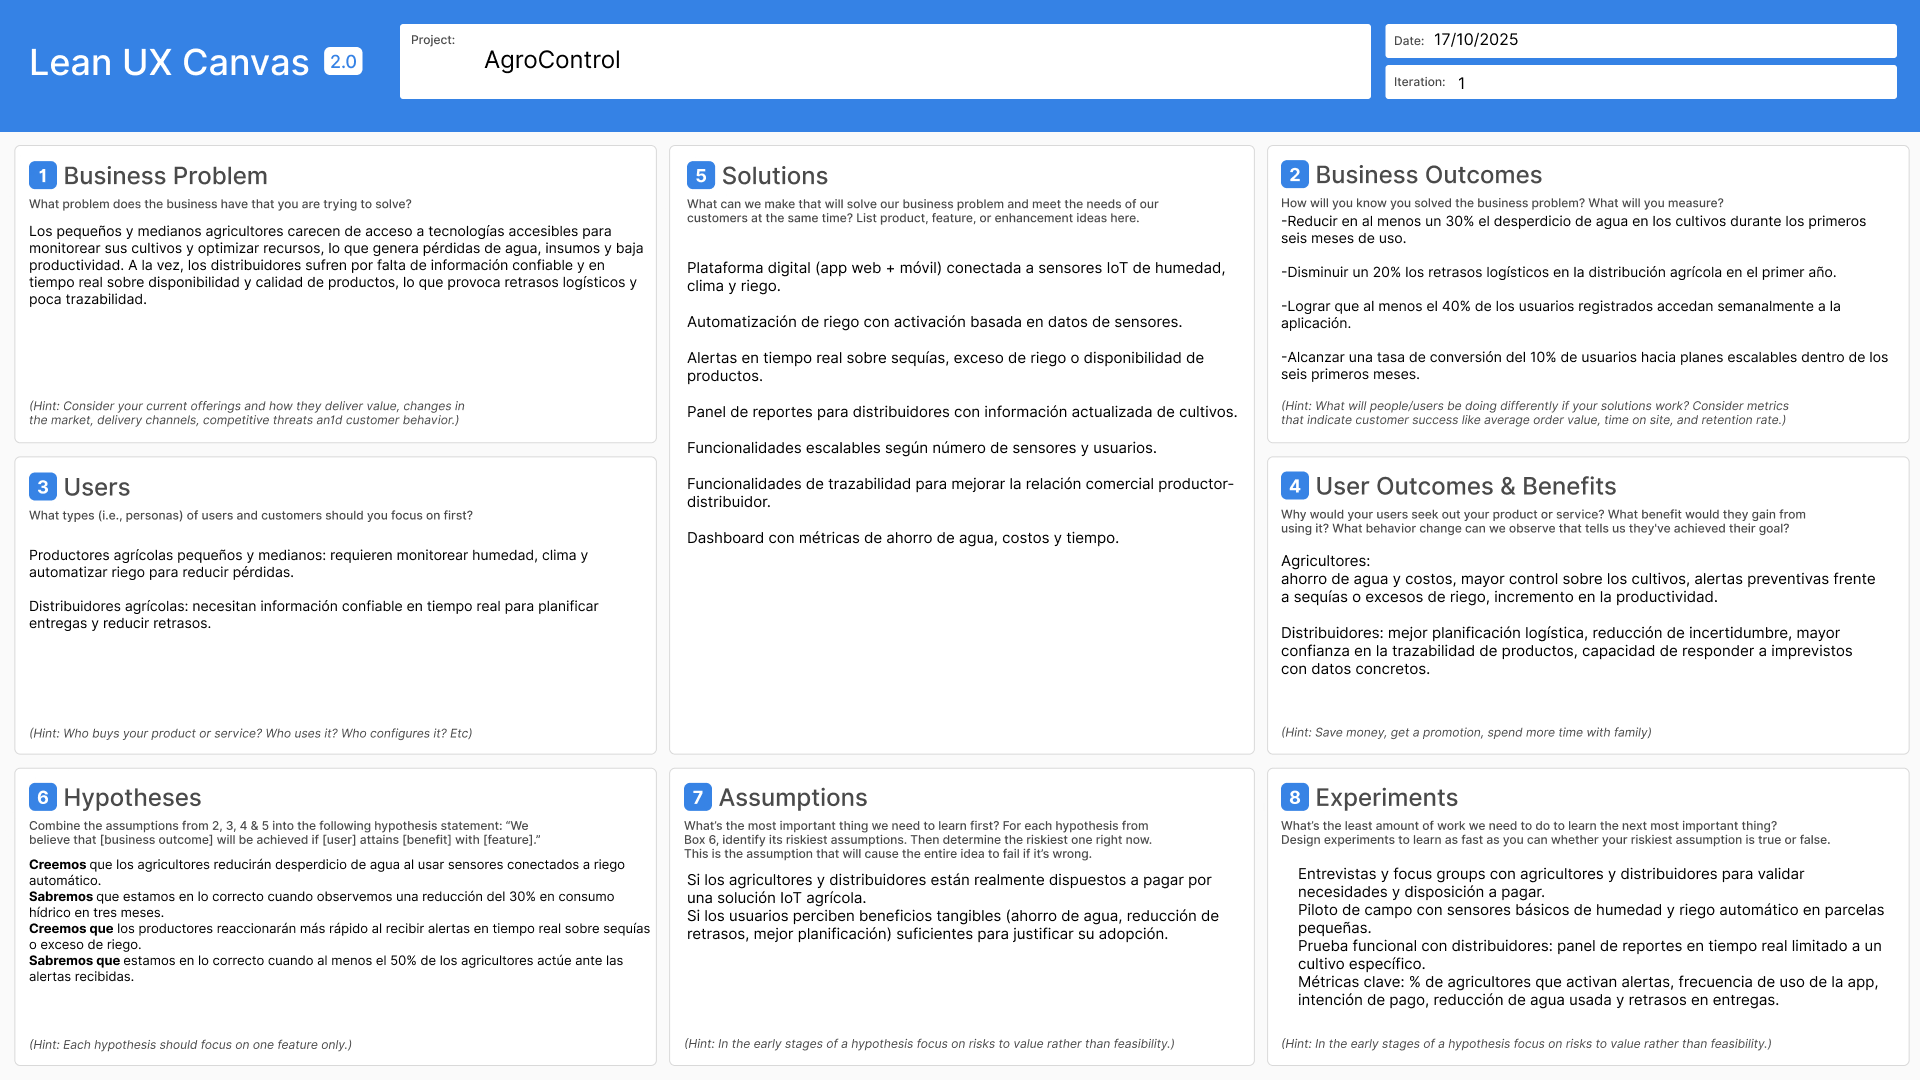 Lean UX Canvas 2.0
Project:
AgroControl
Date: 17/10/2025
Iteration: 1
1 Business Problem
What problem does the business have that you are trying to solve?
Los pequeños y medianos agricultores carecen de acceso a tecnologías accesibles para
monitorear sus cultivos y optimizar recursos, lo que genera pérdidas de agua, insumos y baja
productividad. A la vez, los distribuidores sufren por falta de información confiable y en
tiempo real sobre disponibilidad y calidad de productos, lo que provoca retrasos logísticos y
poca trazabilidad.
(Hint: Consider your current offerings and how they deliver value, changes in
the market, delivery channels, competitive threats an1d customer behavior.)
5 Solutions
What can we make that will solve our business problem and meet the needs of our
customers at the same time? List product, feature, or enhancement ideas here.
Plataforma digital (app web + móvil) conectada a sensores IoT de humedad,
clima y riego.
Automatización de riego con activación basada en datos de sensores.
Alertas en tiempo real sobre sequías, exceso de riego o disponibilidad de
productos.
Panel de reportes para distribuidores con información actualizada de cultivos.
Funcionalidades escalables según número de sensores y usuarios.
Funcionalidades de trazabilidad para mejorar la relación comercial productor-
distribuidor.
Dashboard con métricas de ahorro de agua, costos y tiempo.
2 Business Outcomes
How will you know you solved the business problem? What will you measure?
-Reducir en al menos un 30% el desperdicio de agua en los cultivos durante los primeros
seis meses de uso.
-Disminuir un 20% los retrasos logísticos en la distribución agrícola en el primer año.
-Lograr que al menos el 40% de los usuarios registrados accedan semanalmente a la
aplicación.
-Alcanzar una tasa de conversión del 10% de usuarios hacia planes escalables dentro de los
seis primeros meses.
(Hint: What will people/users be doing differently if your solutions work? Consider metrics
that indicate customer success like average order value, time on site, and retention rate.)
3 Users
What types (i.e., personas) of users and customers should you focus on first?
Productores agrícolas pequeños y medianos: requieren monitorear humedad, clima y
automatizar riego para reducir pérdidas.
Distribuidores agrícolas: necesitan información confiable en tiempo real para planificar
entregas y reducir retrasos.
(Hint: Who buys your product or service? Who uses it? Who configures it? Etc)
4 User Outcomes & Benefits
Why would your users seek out your product or service? What benefit would they gain from
using it? What behavior change can we observe that tells us they've achieved their goal?
Agricultores:
ahorro de agua y costos, mayor control sobre los cultivos, alertas preventivas frente
a sequías o excesos de riego, incremento en la productividad.
Distribuidores: mejor planificación logística, reducción de incertidumbre, mayor
confianza en la trazabilidad de productos, capacidad de responder a imprevistos
con datos concretos.
(Hint: Save money, get a promotion, spend more time with family)
6 Hypotheses
Combine the assumptions from 2, 3, 4 & 5 into the following hypothesis statement: “We
believe that [business outcome] will be achieved if [user] attains [benefit] with [feature].”
Creemos que los agricultores reducirán desperdicio de agua al usar sensores conectados a riego
automático.
Sabremos que estamos en lo correcto cuando observemos una reducción del 30% en consumo
hídrico en tres meses.
Creemos que los productores reaccionarán más rápido al recibir alertas en tiempo real sobre sequías
o exceso de riego.
Sabremos que estamos en lo correcto cuando al menos el 50% de los agricultores actúe ante las
alertas recibidas.
(Hint: Each hypothesis should focus on one feature only.)
7 Assumptions
What’s the most important thing we need to learn first? For each hypothesis from
Box 6, identify its riskiest assumptions. Then determine the riskiest one right now.
This is the assumption that will cause the entire idea to fail if it’s wrong.
Si los agricultores y distribuidores están realmente dispuestos a pagar por
una solución IoT agrícola.
Si los usuarios perciben beneficios tangibles (ahorro de agua, reducción de
retrasos, mejor planificación) suficientes para justificar su adopción.
(Hint: In the early stages of a hypothesis focus on risks to value rather than feasibility.)
8 Experiments
What’s the least amount of work we need to do to learn the next most important thing?
Design experiments to learn as fast as you can whether your riskiest assumption is true or false.
Entrevistas y focus groups con agricultores y distribuidores para validar
necesidades y disposición a pagar.
Piloto de campo con sensores básicos de humedad y riego automático en parcelas
pequeñas.
Prueba funcional con distribuidores: panel de reportes en tiempo real limitado a un
cultivo específico.
Métricas clave: % de agricultores que activan alertas, frecuencia de uso de la app,
intención de pago, reducción de agua usada y retrasos en entregas.
(Hint: In the early stages of a hypothesis focus on risks to value rather than feasibility.)